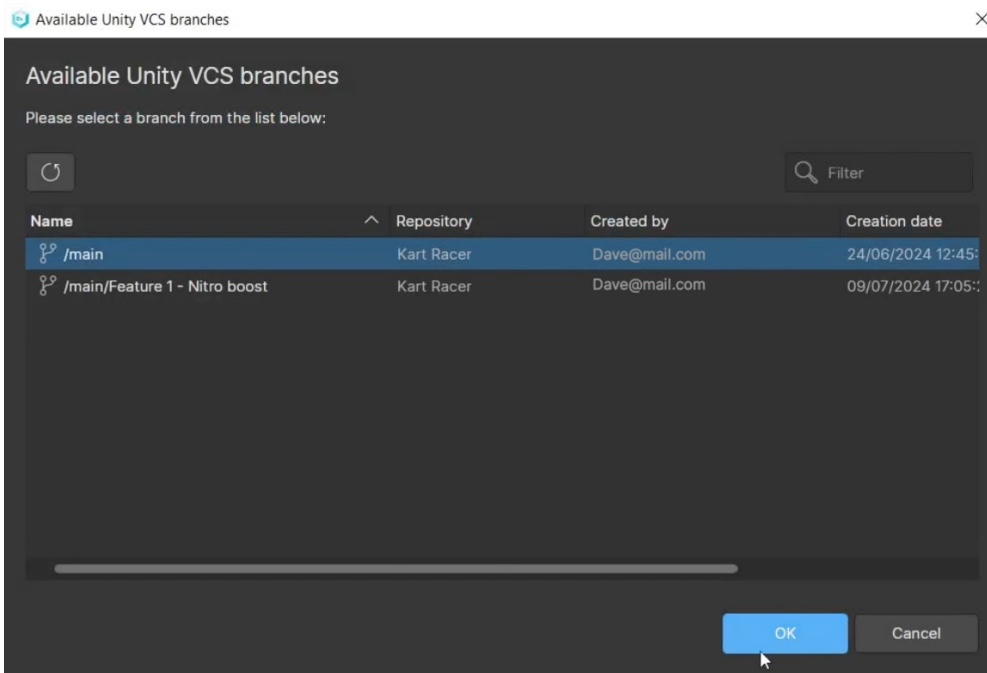 Available Unity VCS branches
Available Unity VCS branches
Please select a branch from the list below:
Filter
Name Repository Created by Creation date
/main Kart Racer Dave@mail.com 24/06/2024 12:45:
/main/Feature 1 - Nitro boost Kart Racer Dave@mail.com 09/07/2024 17:05:
OK Cancel